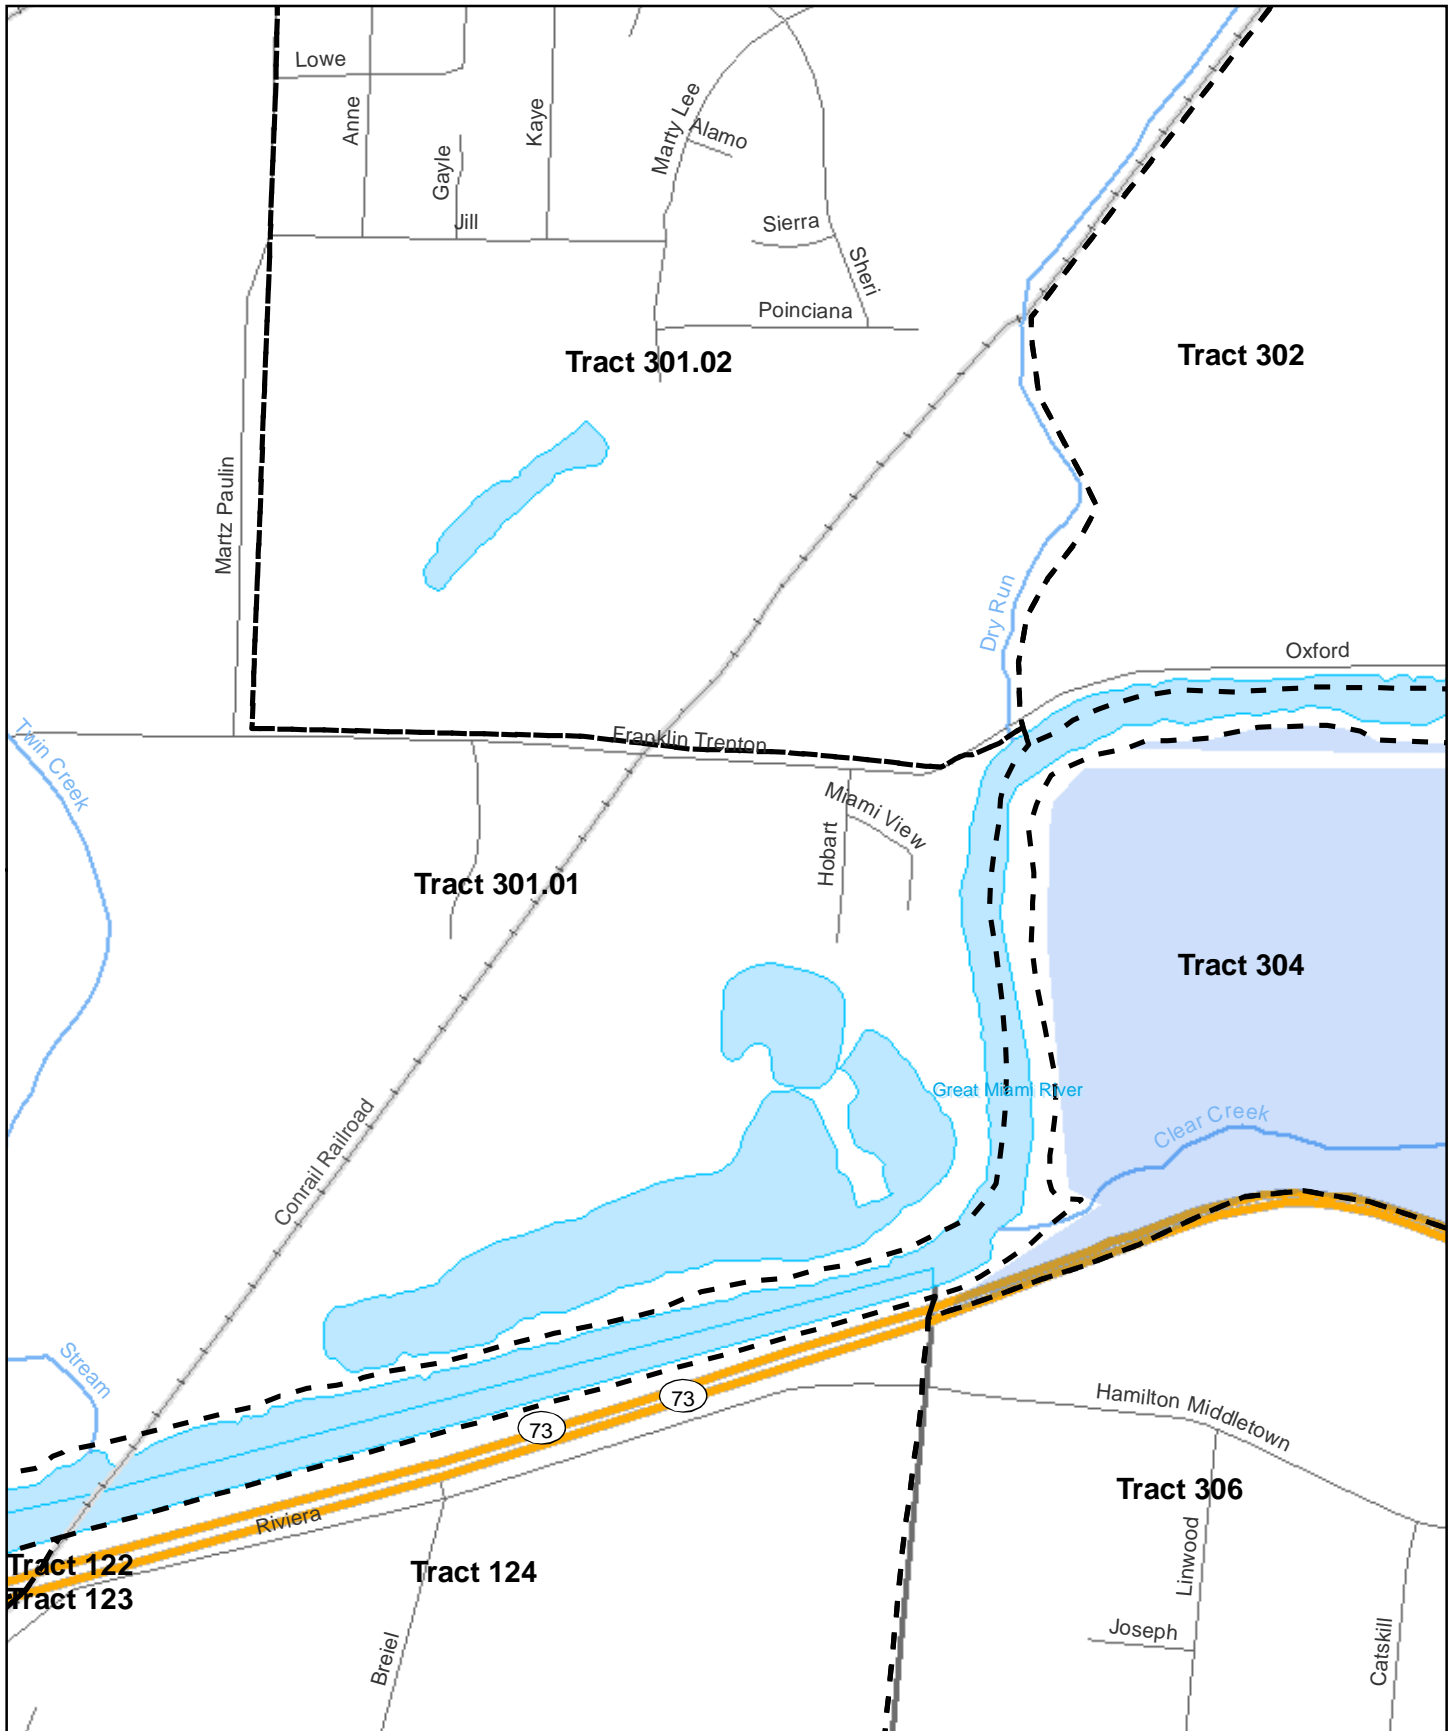 Lowe
Anne
Gayle
Kaye
Marty Lee
Alamo
Jill
Sierra
Sheri
Poinciana
Tract 301.02
Tract 302
Martz Paulin
Dry Run
Oxford
Twin Creek
Franklin Trenton
Miami View
Hobart
Tract 301.01
Tract 304
Great Miami River
Clear Creek
Conrail Railroad
Stream
73
73
Hamilton Middletown
Tract 306
Riviera
Linwood
Tract 122
Tract 124
Tract 123
Joseph
Breiel
Catskill